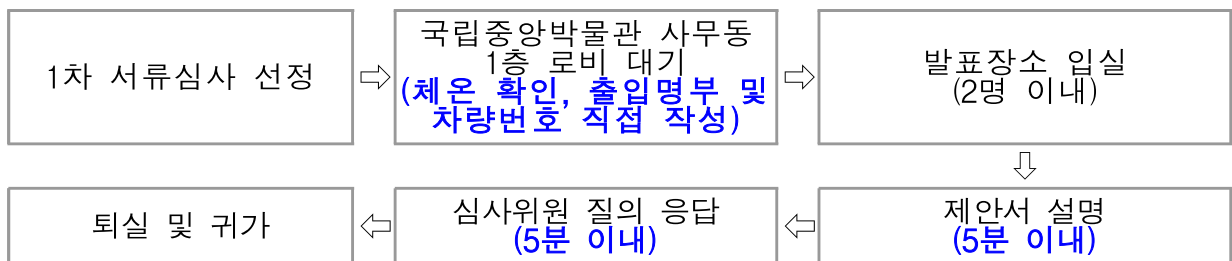 1차 서류심사 선정
국립중앙박물관 사무동
1층 로비 대기
(체온 확인, 출입명부 및
차량번호 직접 작성)
발표장소 입실
(2명 이내)
제안서 설명
(5분 이내)
심사위원 질의 응답
(5분 이내)
퇴실 및 귀가